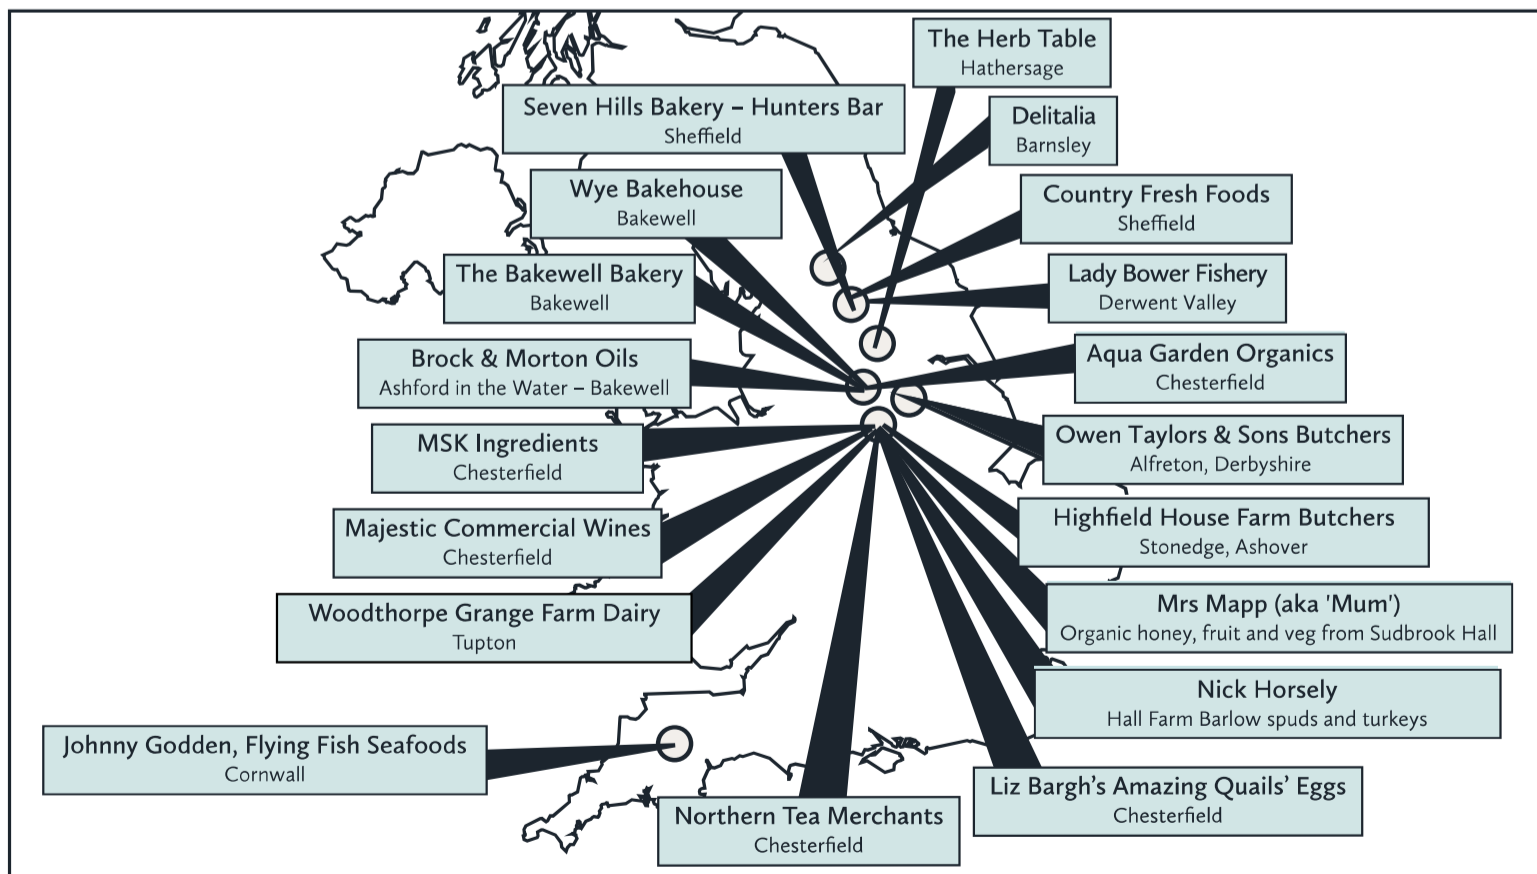 The Herb Table
Hathersage
Seven Hills Bakery – Hunters Bar
Sheffield
Delitalia
Barnsley
Wye Bakehouse
Bakewell
Country Fresh Foods
Sheffield
The Bakewell Bakery
Bakewell
Lady Bower Fishery
Derwent Valley
Brock & Morton Oils
Ashford in the Water – Bakewell
Aqua Garden Organics
Chesterfield
MSK Ingredients
Chesterfield
Owen Taylors & Sons Butchers
Alfreton, Derbyshire
Majestic Commercial Wines
Chesterfield
Highfield House Farm Butchers
Stonedge, Ashover
Woodthorpe Grange Farm Dairy
Tupton
Mrs Mapp (aka 'Mum')
Organic honey, fruit and veg from Sudbrook Hall
Nick Horsely
Hall Farm Barlow spuds and turkeys
Johnny Godden, Flying Fish Seafoods
Cornwall
Liz Bargh’s Amazing Quails’ Eggs
Chesterfield
Northern Tea Merchants
Chesterfield